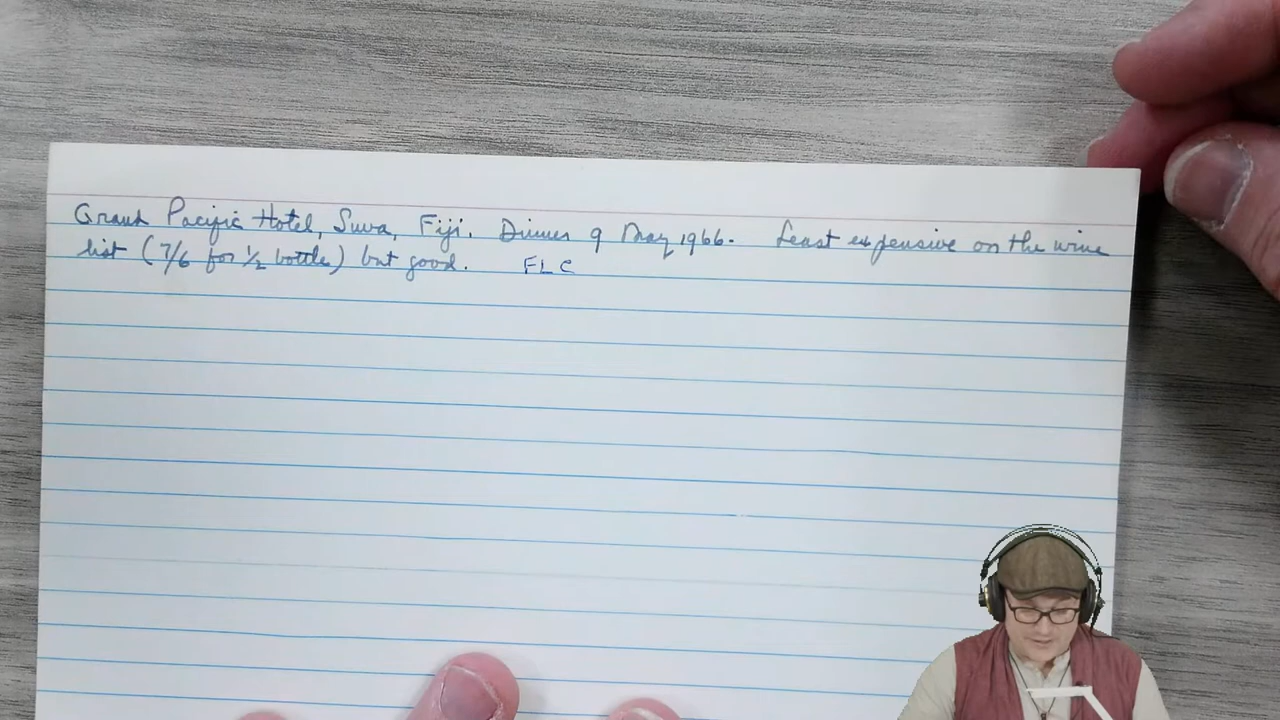 Grand Pacific Hotel, Suva, Fiji. Dinner 9 May 1966. Least expensive on the wine
list (7/6 for 1/2 bottle) but good. FLC